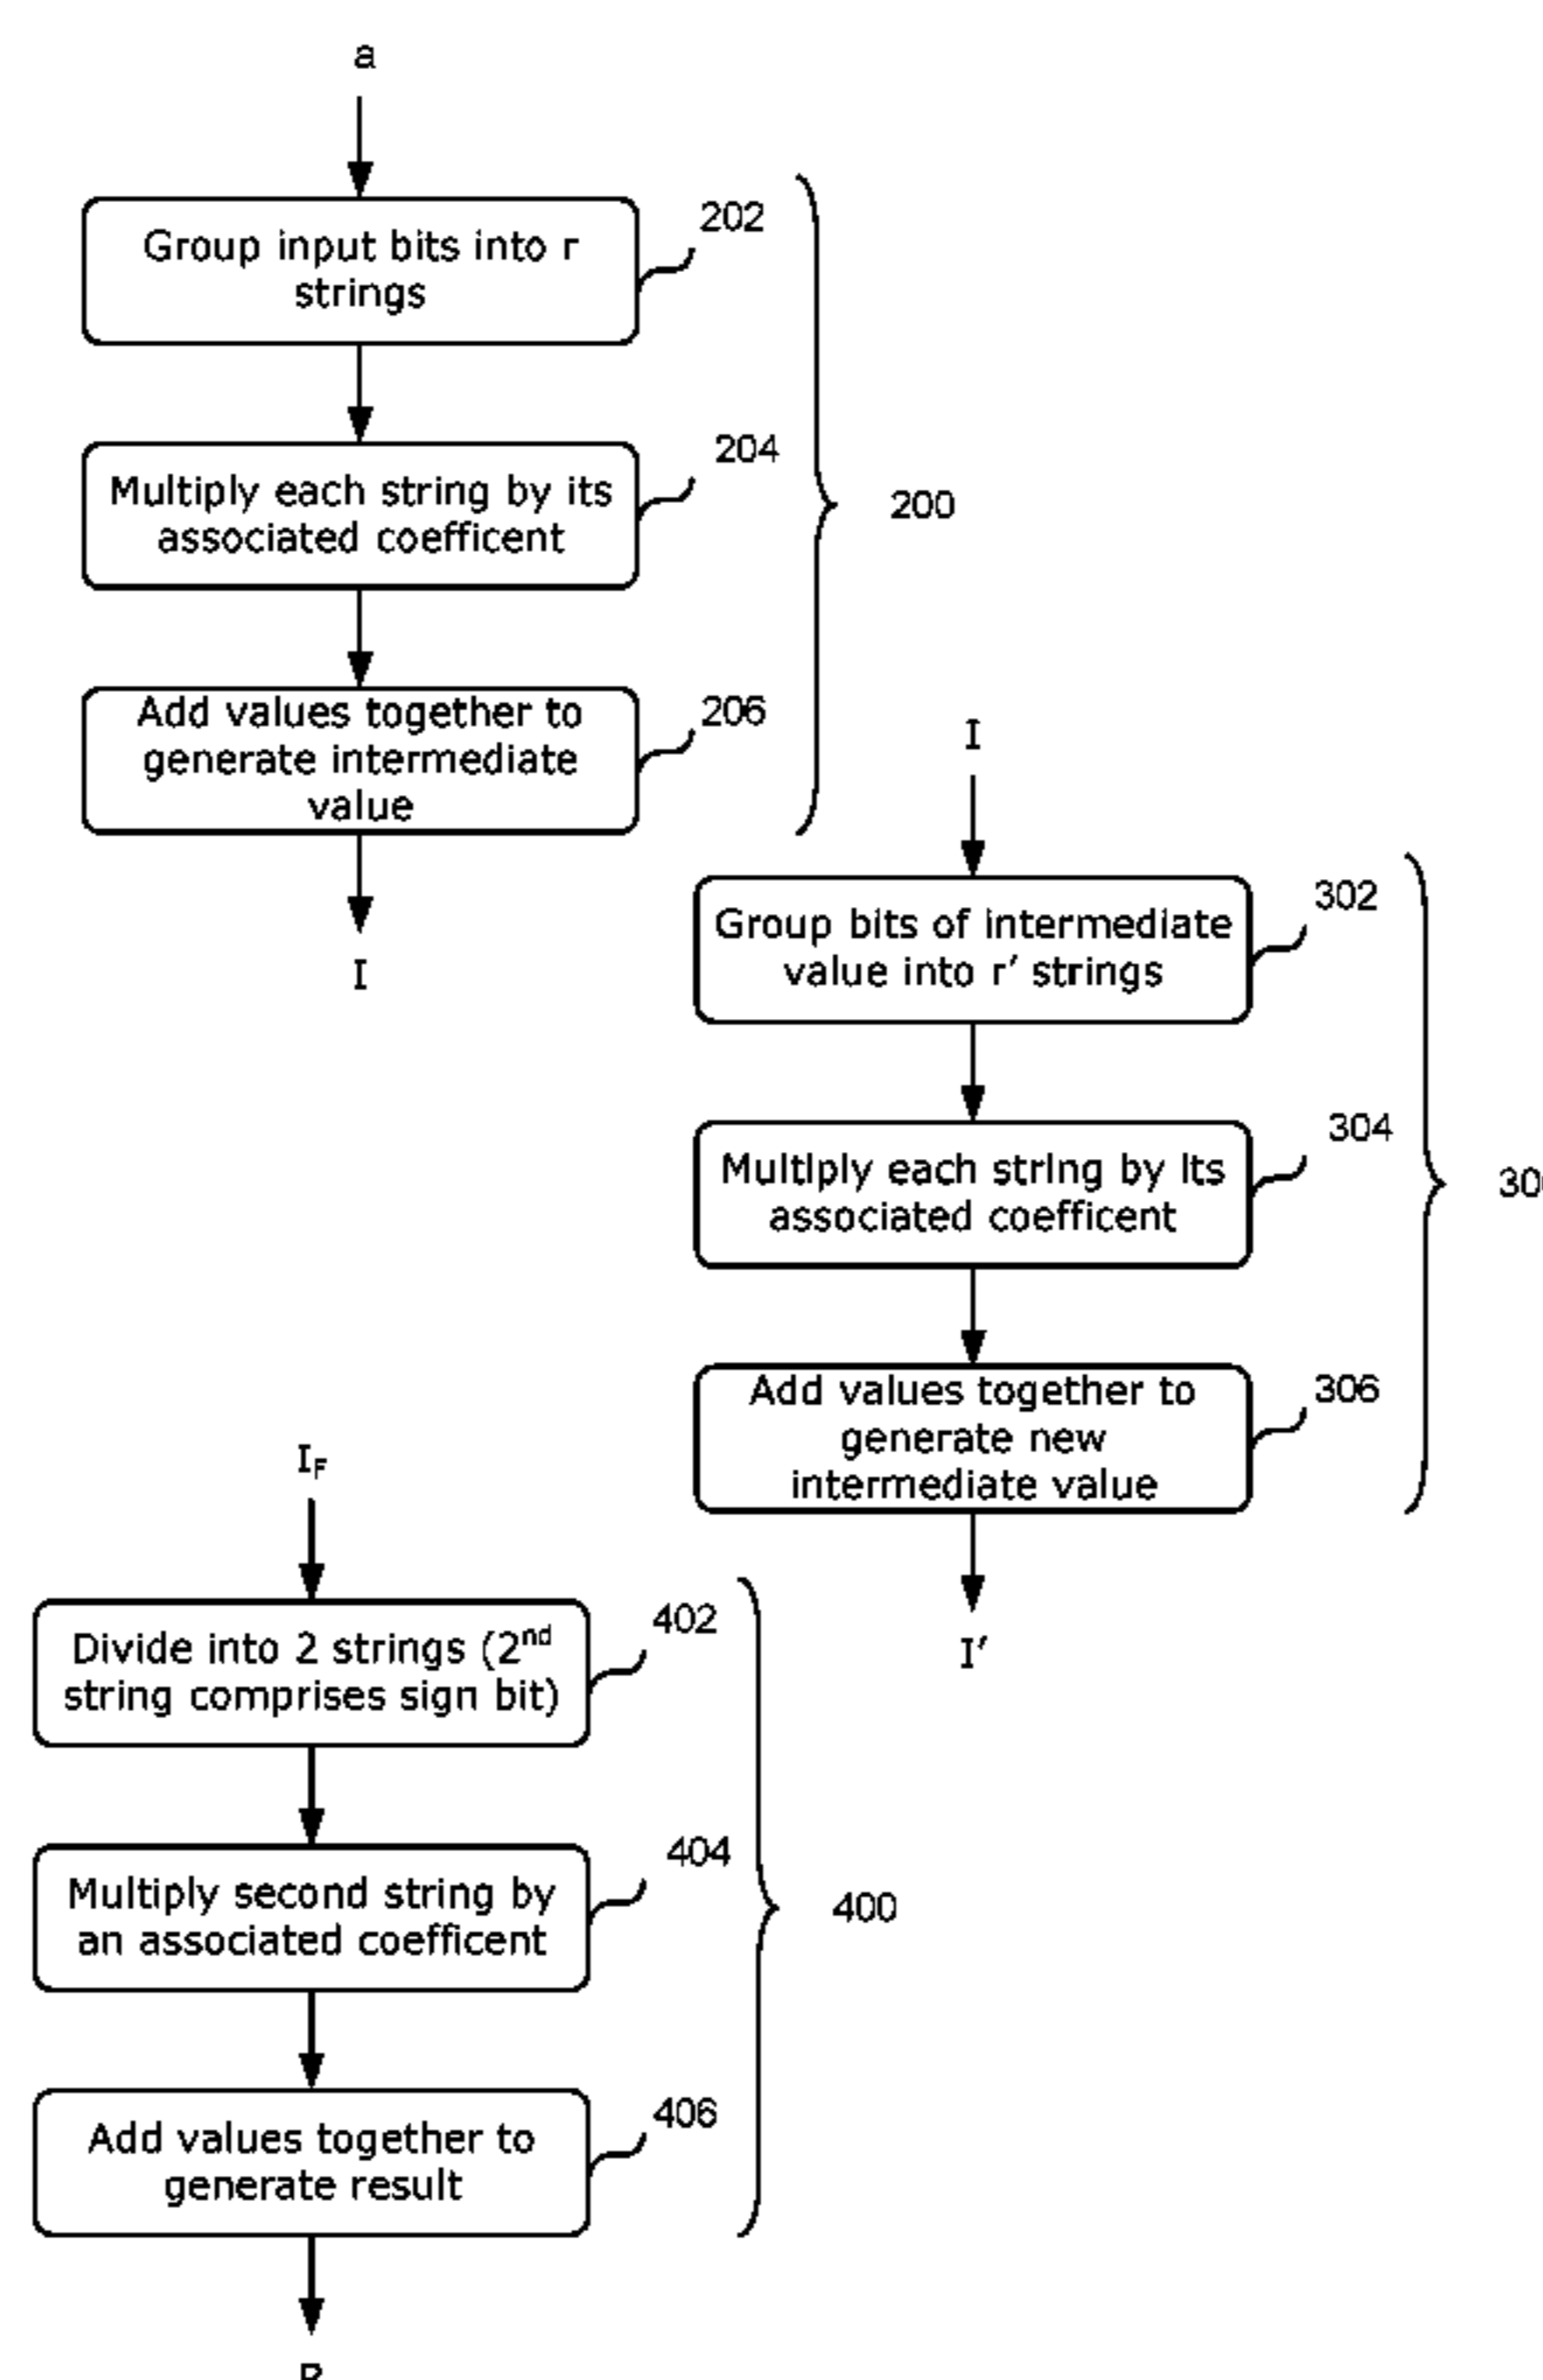 a
Group input bits into r
strings
202
Multiply each string by its
associated coefficent
204
200
Add values together to
generate intermediate
value
206
I
I
Group bits of intermediate
value into r' strings
302
Multiply each string by its
associated coefficent
304
Add values together to
generate new
intermediate value
306
I'
I_F
Divide into 2 strings (2nd
string comprises sign bit)
402
Multiply second string by
an associated coefficent
404
400
Add values together to
generate result
406